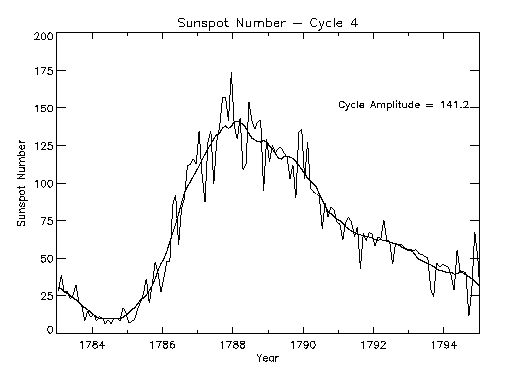 Sunspot Number — Cycle 4
200
175
150
125
100
75
50
25
0
Sunspot Number
Cycle Amplitude = 141.2
1784 1786 1788 1790 1792 1794
Year